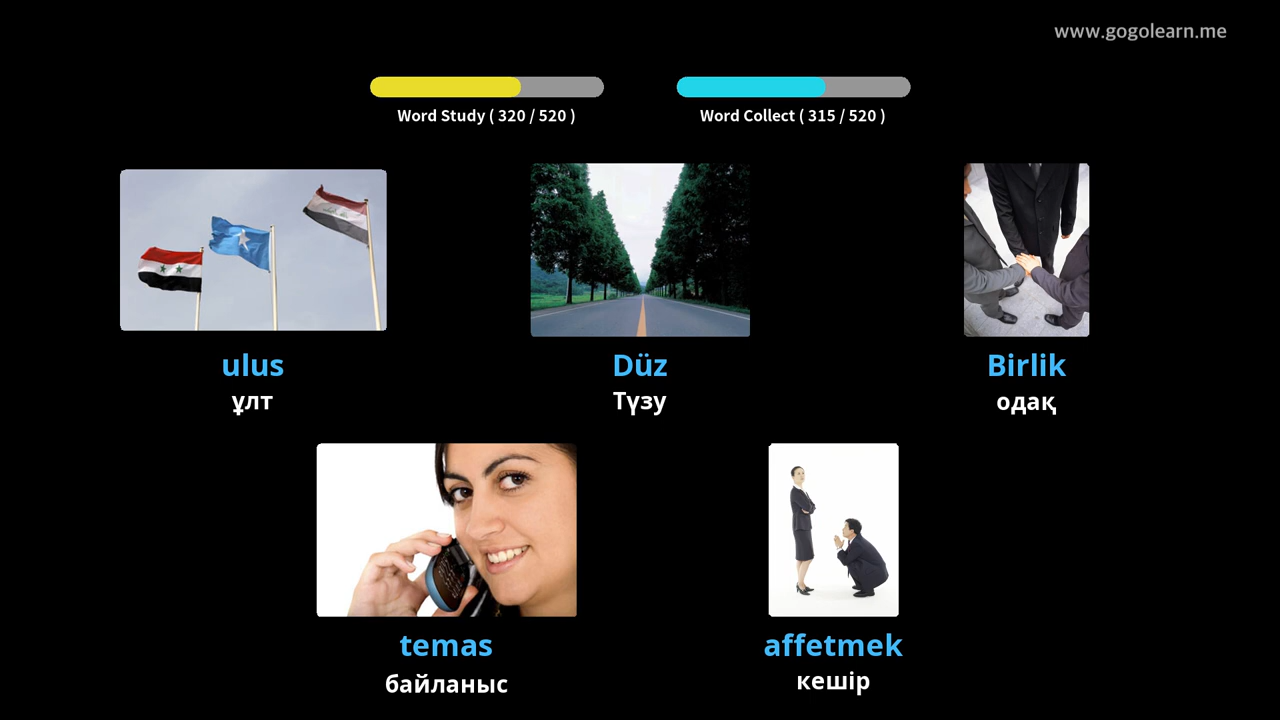 www.gogolearn.me
Word Study ( 320 / 520 )
Word Collect ( 315 / 520 )
ulus
ұлт
Düz
Түзу
Birlik
одақ
temas
байланыс
affetmek
кешір